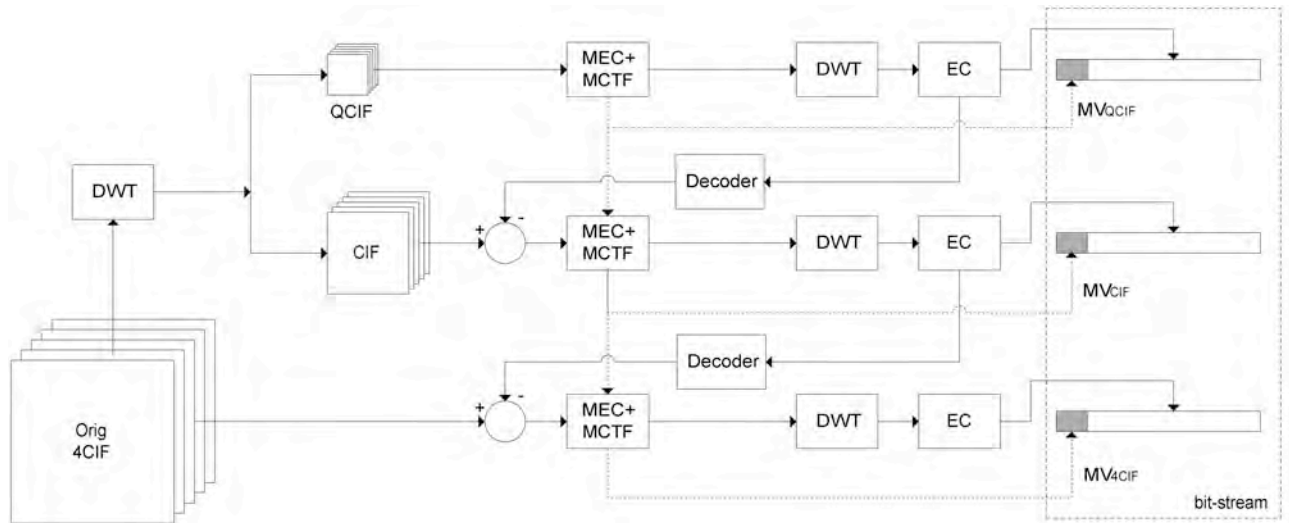 MEC+
MCTF
DWT
EC
QCIF
MVQCIF
DWT
Decoder
CIF
+
-
MEC+
MCTF
DWT
EC
MVCIF
Decoder
Orig
4CIF
+
-
MEC+
MCTF
DWT
EC
MV4CIF
bit-stream